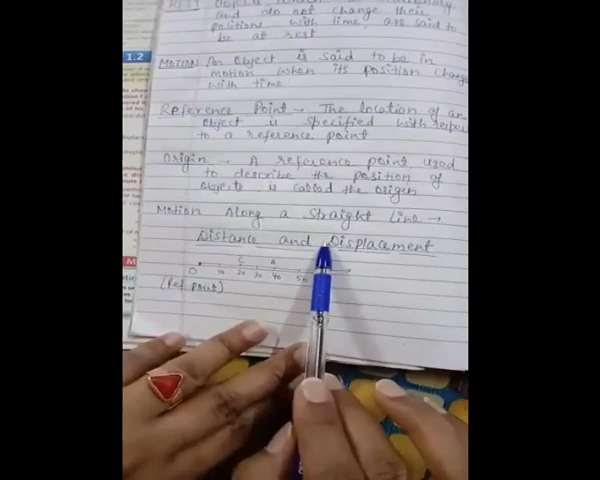 REST
and do not change their
positions with time are said to
be at rest
1.2
MOTION An Object is said to be in
motion when its position change
with time
Reference Point → The location of an
object is specified with respe
to a reference point
Origin → A reference point used
to describe the position of
Objects is called the origin
Motion Along a Straight Line →
Distance and Displacement
C A
O 10 20 30 40 50
(Ref. point)
M